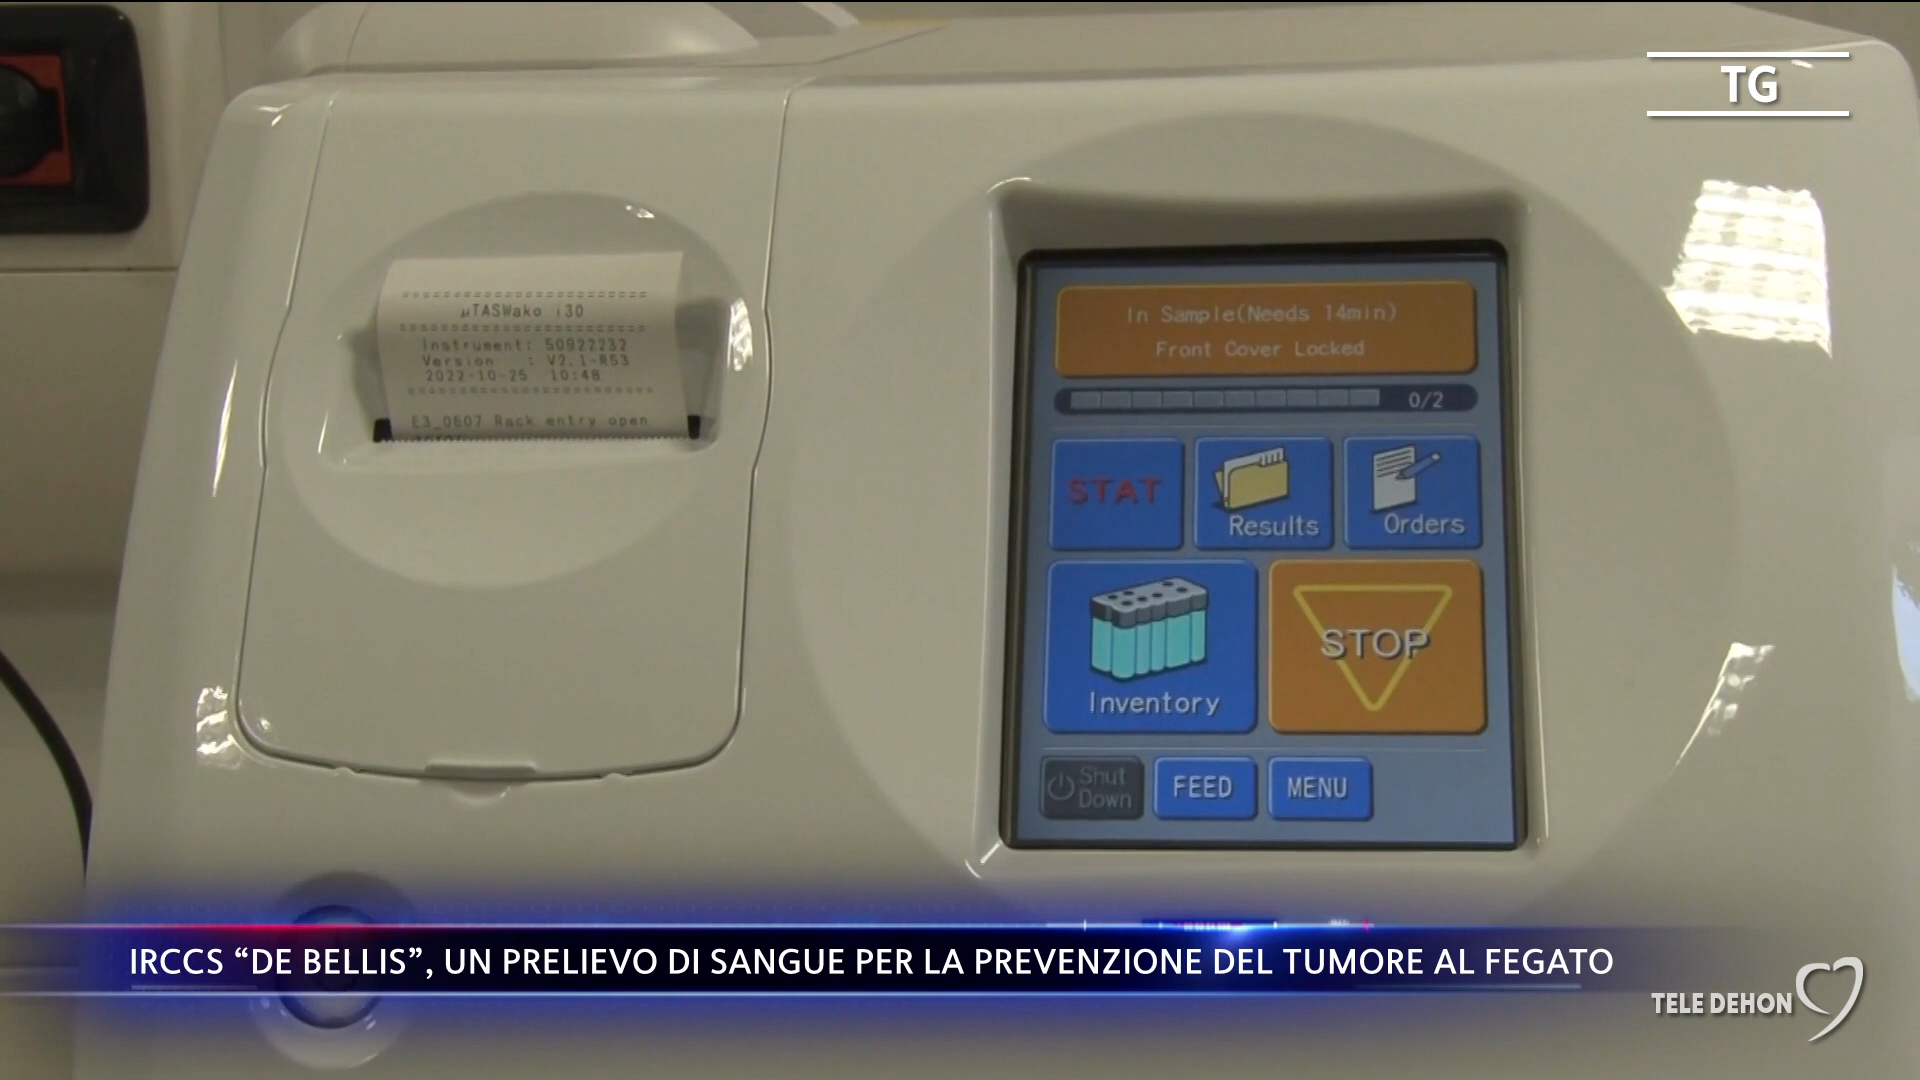 TG
µTASWako i30
Instrument: 50922232
Version : V2.1-R53
2022-10-25 10:48
E3_0607 Rack entry open
In Sample(Needs 14min)
Front Cover Locked
0/2
STAT
Results
Orders
Inventory
STOP
Shut Down
FEED
MENU
IRCCS “DE BELLIS”, UN PRELIEVO DI SANGUE PER LA PREVENZIONE DEL TUMORE AL FEGATO
TELE DEHON